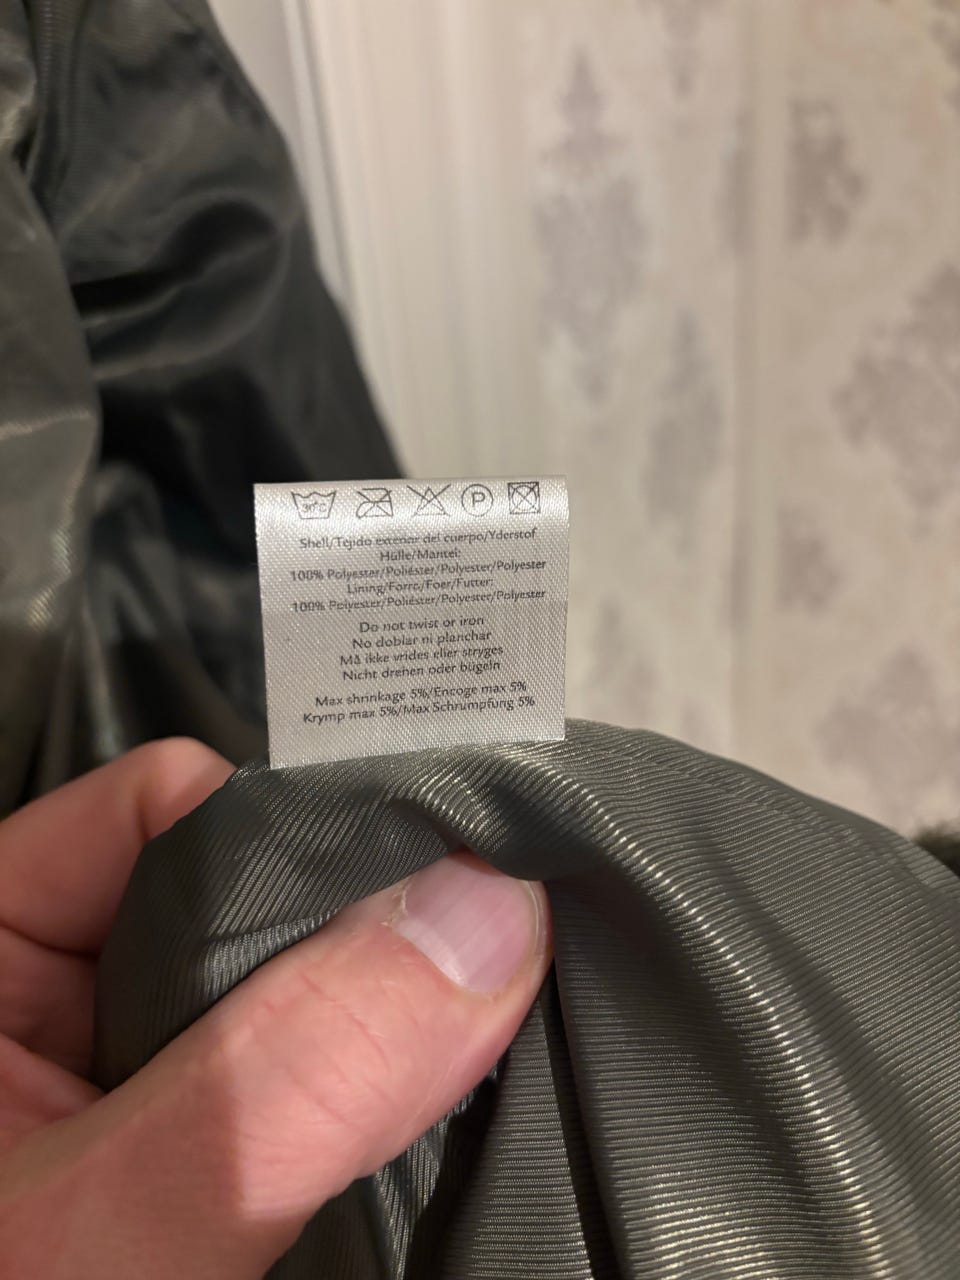 30°C P
Shell/Tejido exterior del cuerpo/Yderstof
Hülle/Mantel:
100% Polyester/Poliéster/Polyester/Polyester
Lining/Forro/Foer/Futter:
100% Polyester/Poliéster/Polyester/Polyester
Do not twist or iron
No doblar ni planchar
Må ikke vrides eller stryges
Nicht drehen oder bügeln
Max shrinkage 5%/Encoge max 5%
Krymp max 5%/Max Schrumpfung 5%